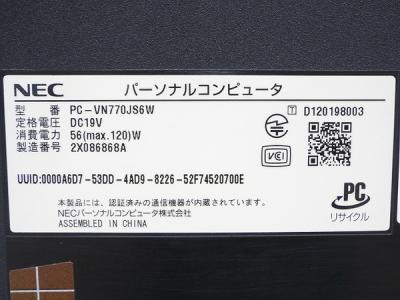 NEC パーソナルコンピュータ
型 番 PC-VN770JS6W
定格電圧 DC19V
消費電力 56(max.120)W
製造番号 2X086868A
T D120198003
VCI
UUID:0000A6D7-53DD-4AD9-8226-52F74520700E
本製品には、認証済みの通信機器が内蔵されています。
NECパーソナルコンピュータ株式会社
ASSEMBLED IN CHINA
PC
リサイクル